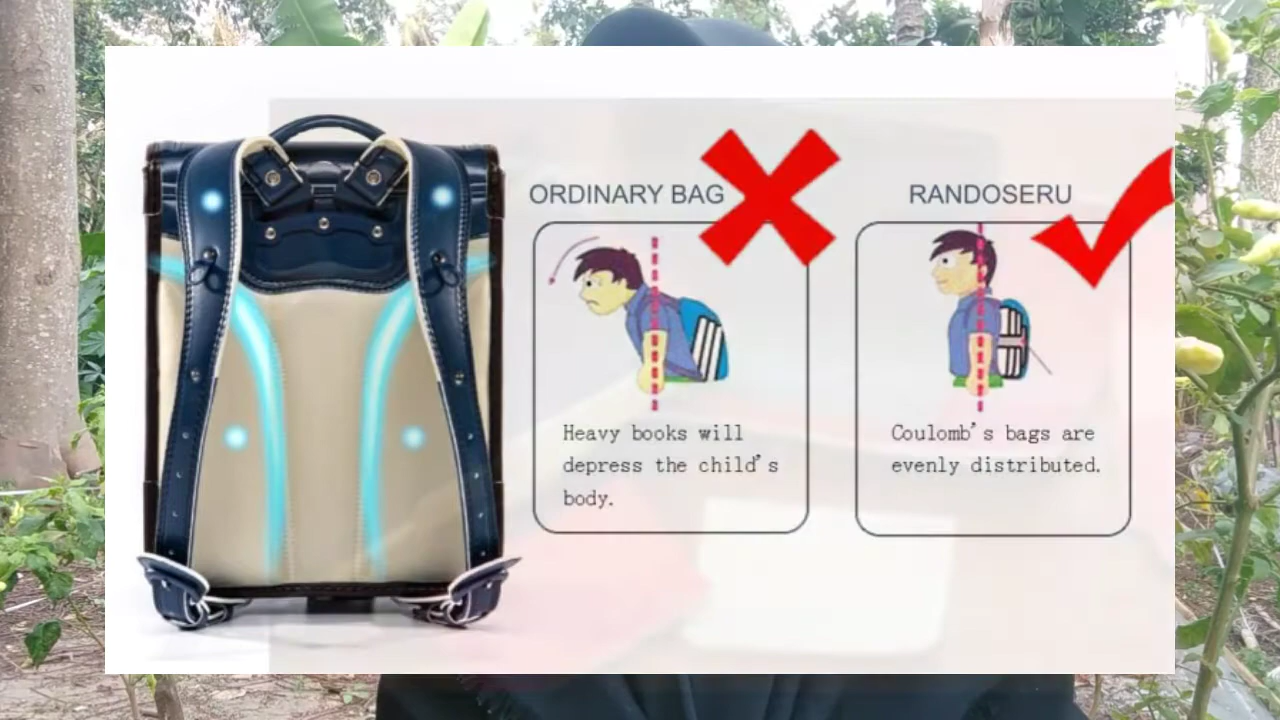 ORDINARY BAG
RANDOSERU
Heavy books will
depress the child's
body.
Coulomb's bags are
evenly distributed.